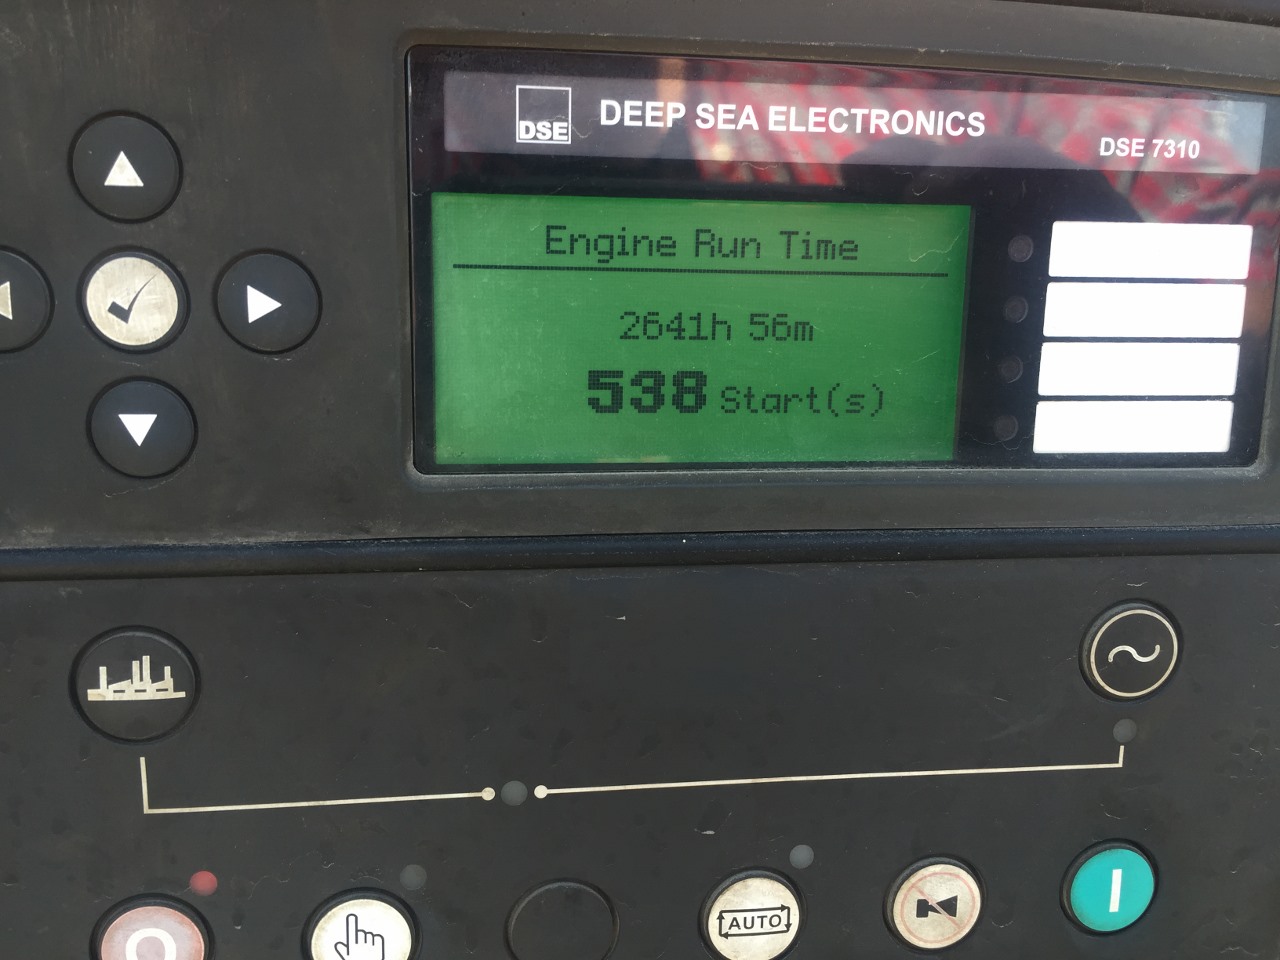 DSE
DEEP SEA ELECTRONICS
DSE 7310
Engine Run Time
2641h 56m
538 Start(s)
AUTO